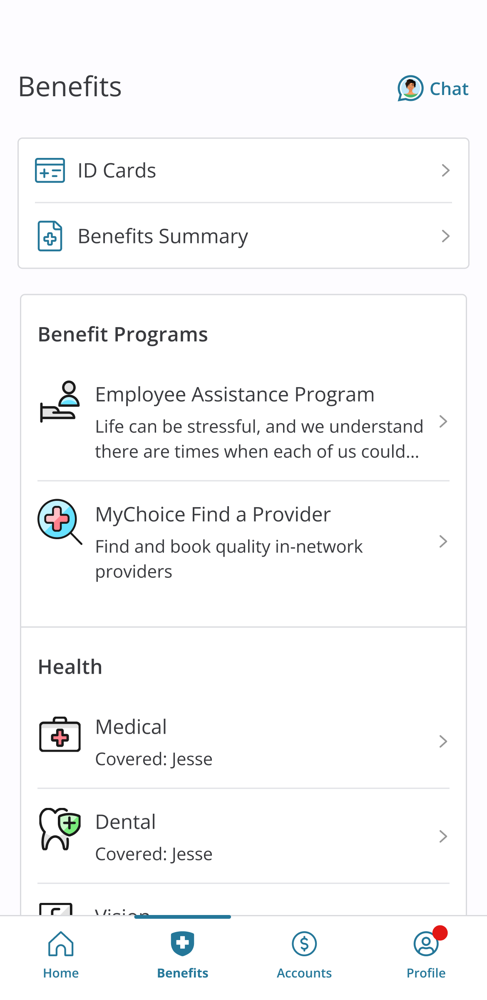 Benefits
Chat
ID Cards
Benefits Summary
Benefit Programs
Employee Assistance Program
Life can be stressful, and we understand
there are times when each of us could...
MyChoice Find a Provider
Find and book quality in-network
providers
Health
Medical
Covered: Jesse
Dental
Covered: Jesse
Vision
Home
Benefits
Accounts
Profile